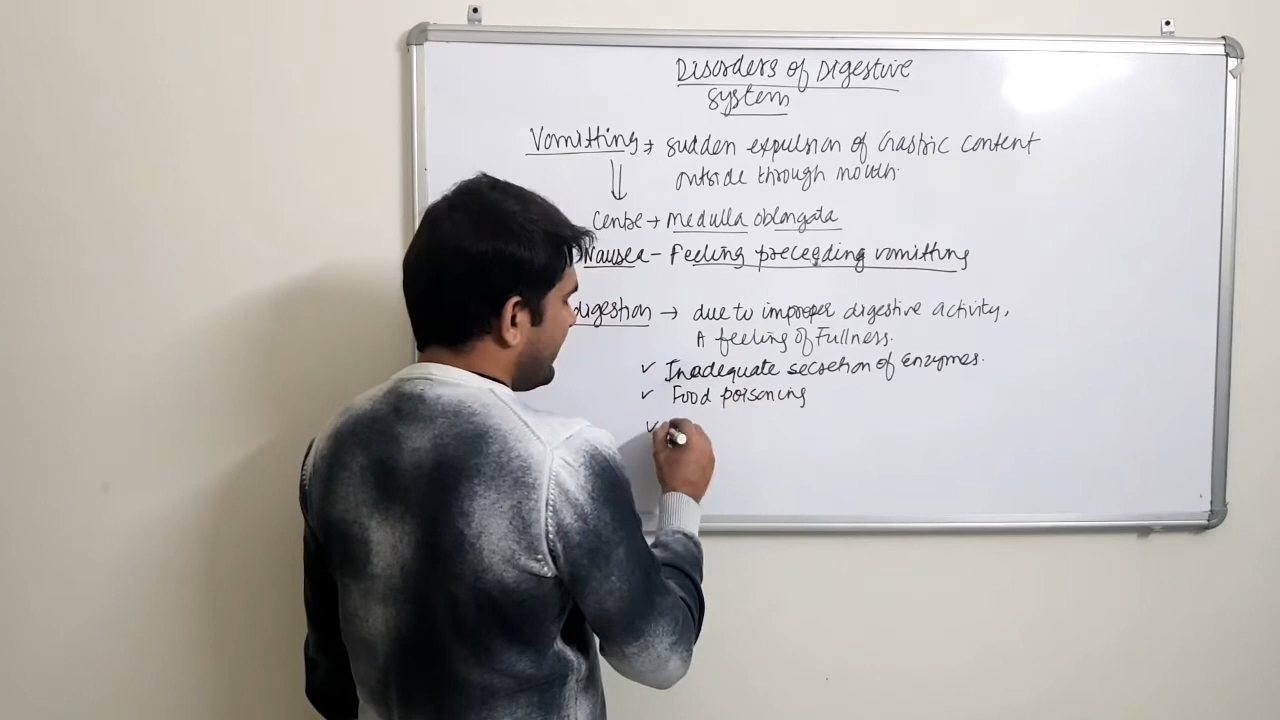 Disorders of Digestive
System
Vomitting → sudden expulsion of Gastric content
outside through mouth.
Centre → Medulla oblongata
Nausea - Feeling preceeding vomitting
digestion → due to improper digestive activity,
A feeling of Fullness.
✓ Inadequate secretion of enzymes.
✓ Food poisoning
✓